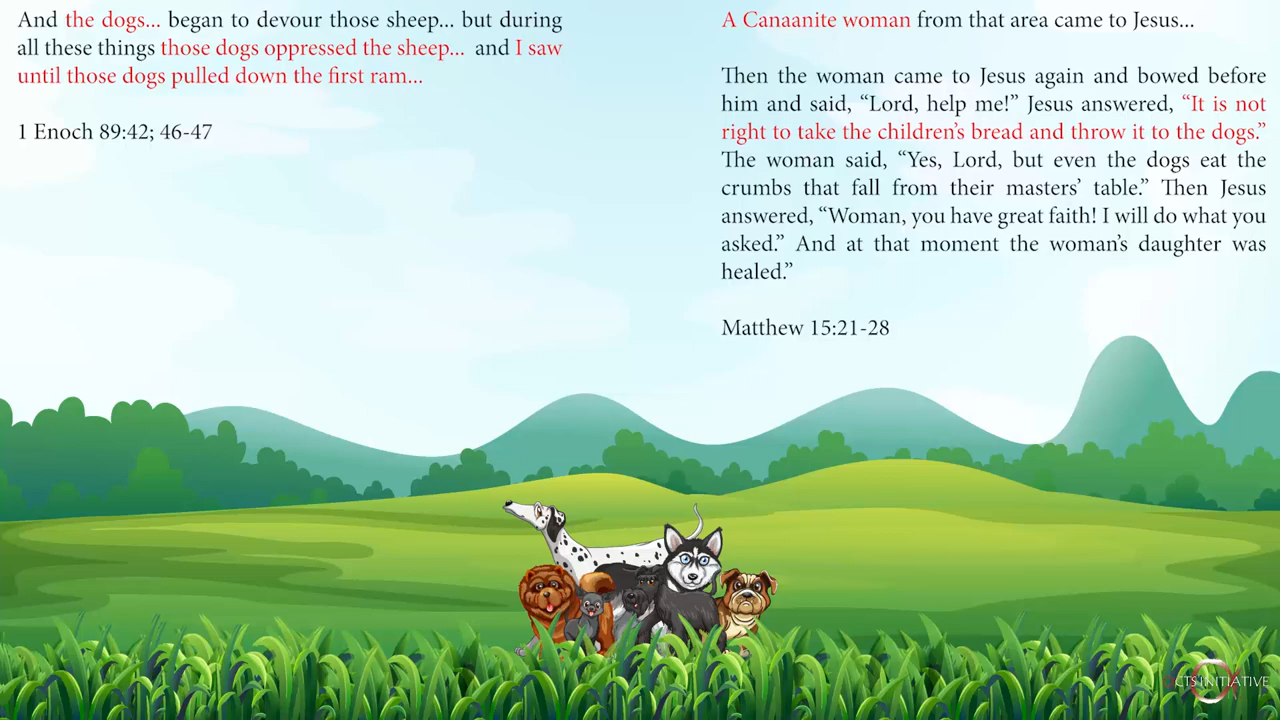 And the dogs... began to devour those sheep... but during
all these things those dogs oppressed the sheep... and I saw
until those dogs pulled down the first ram...
1 Enoch 89:42; 46-47
A Canaanite woman from that area came to Jesus...
Then the woman came to Jesus again and bowed before
him and said, “Lord, help me!” Jesus answered, “It is not
right to take the children’s bread and throw it to the dogs.”
The woman said, “Yes, Lord, but even the dogs eat the
crumbs that fall from their masters’ table.” Then Jesus
answered, “Woman, you have great faith! I will do what you
asked.” And at that moment the woman’s daughter was
healed.”
Matthew 15:21-28
CTS INITIATIVE